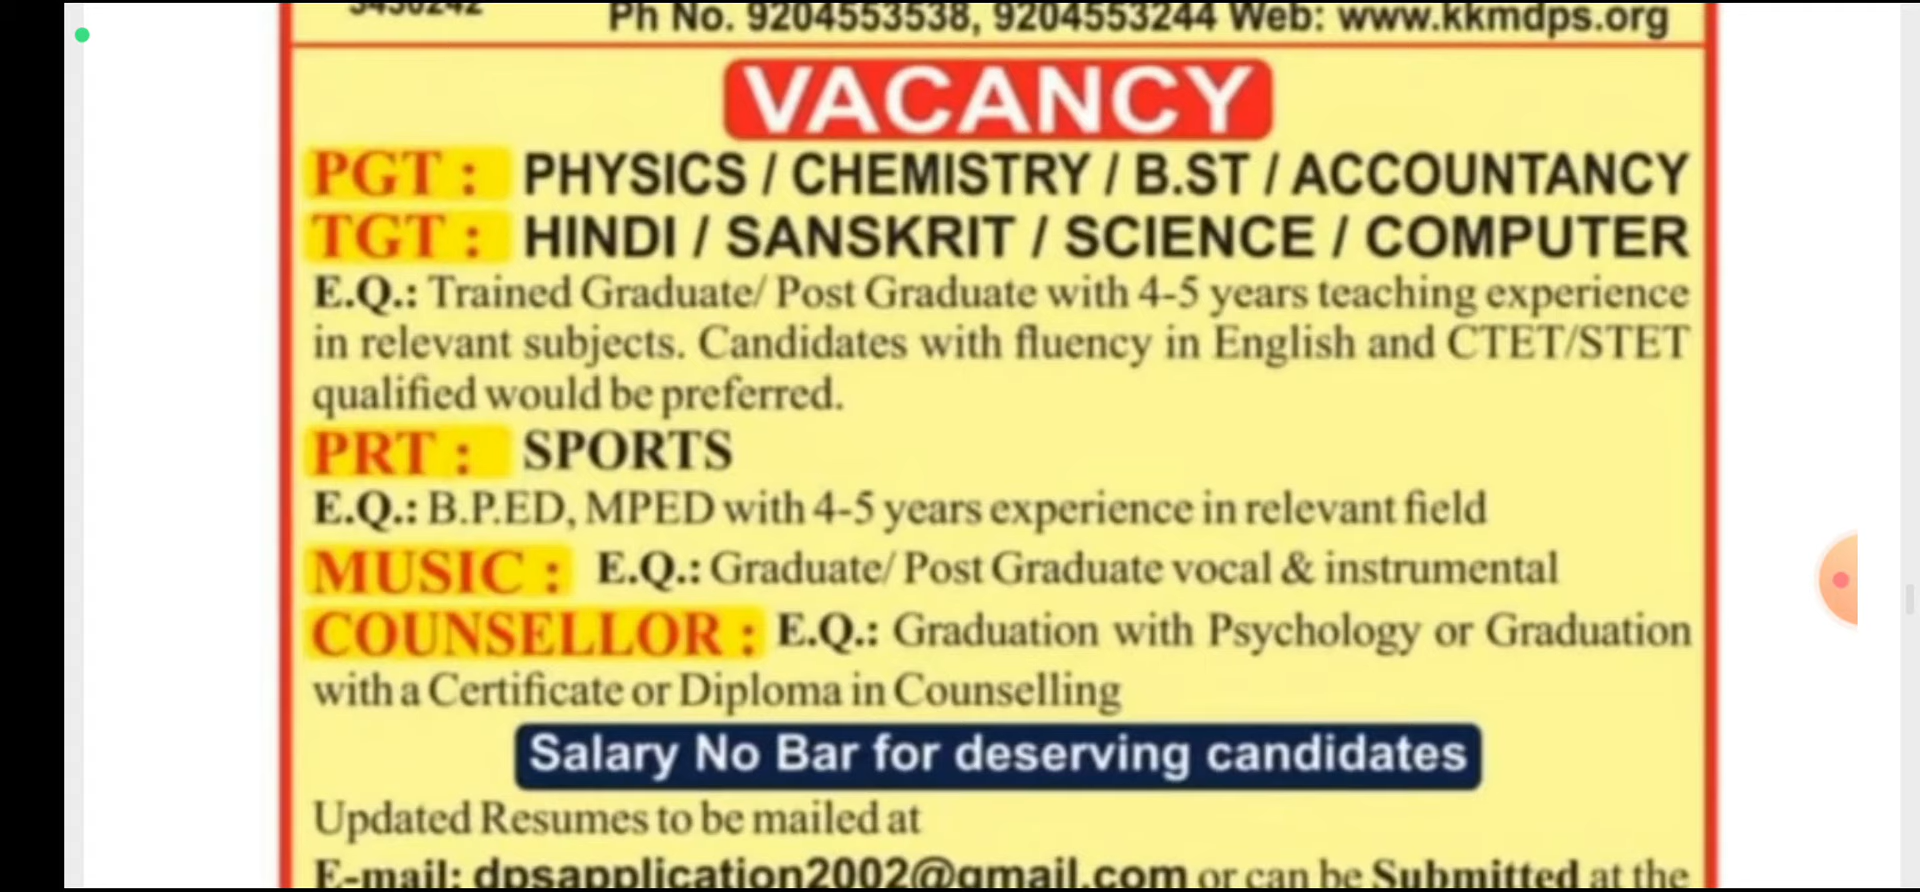 3430242 Ph No. 9204553538, 9204553244 Web: www.kkmdps.org
VACANCY
PGT : PHYSICS / CHEMISTRY / B.ST / ACCOUNTANCY
TGT : HINDI / SANSKRIT / SCIENCE / COMPUTER
E.Q.: Trained Graduate/ Post Graduate with 4-5 years teaching experience
in relevant subjects. Candidates with fluency in English and CTET/STET
qualified would be preferred.
PRT : SPORTS
E.Q.: B.P.ED, MPED with 4-5 years experience in relevant field
MUSIC : E.Q.: Graduate/ Post Graduate vocal & instrumental
COUNSELLOR : E.Q.: Graduation with Psychology or Graduation
with a Certificate or Diploma in Counselling
Salary No Bar for deserving candidates
Updated Resumes to be mailed at
E-mail: dpsapplication2002@gmail.com or can be Submitted at the